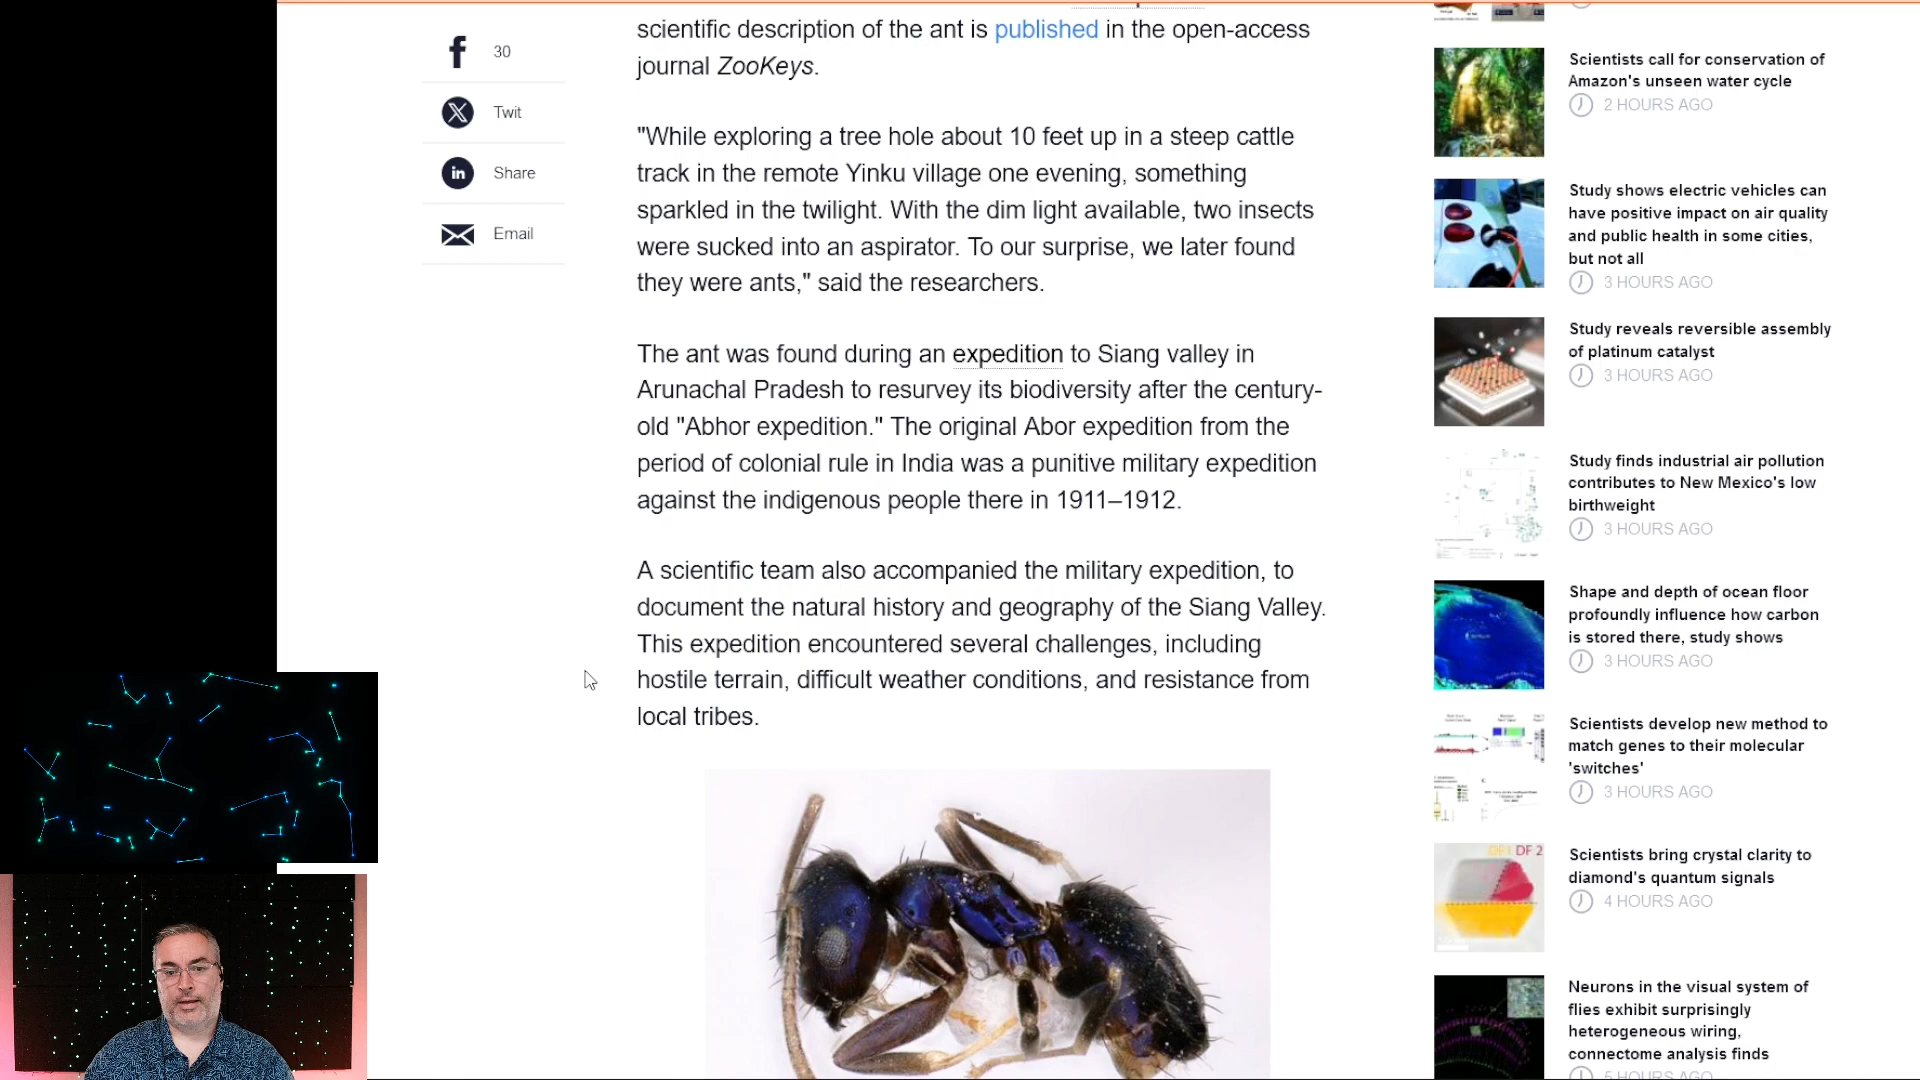 scientific description of the ant is published in the open-access
journal ZooKeys.
"While exploring a tree hole about 10 feet up in a steep cattle
track in the remote Yinku village one evening, something
sparkled in the twilight. With the dim light available, two insects
were sucked into an aspirator. To our surprise, we later found
they were ants," said the researchers.
The ant was found during an expedition to Siang valley in
Arunachal Pradesh to resurvey its biodiversity after the century-
old "Abhor expedition." The original Abor expedition from the
period of colonial rule in India was a punitive military expedition
against the indigenous people there in 1911–1912.
A scientific team also accompanied the military expedition, to
document the natural history and geography of the Siang Valley.
This expedition encountered several challenges, including
hostile terrain, difficult weather conditions, and resistance from
local tribes.
30
Twit
Share
Email
Scientists call for conservation of
Amazon's unseen water cycle
2 HOURS AGO
Study shows electric vehicles can
have positive impact on air quality
and public health in some cities,
but not all
3 HOURS AGO
Study reveals reversible assembly
of platinum catalyst
3 HOURS AGO
Study finds industrial air pollution
contributes to New Mexico's low
birthweight
3 HOURS AGO
Shape and depth of ocean floor
profoundly influence how carbon
is stored there, study shows
3 HOURS AGO
Scientists develop new method to
match genes to their molecular
'switches'
3 HOURS AGO
DF 2
Scientists bring crystal clarity to
diamond's quantum signals
4 HOURS AGO
Neurons in the visual system of
flies exhibit surprisingly
heterogeneous wiring,
connectome analysis finds
5 HOURS AGO